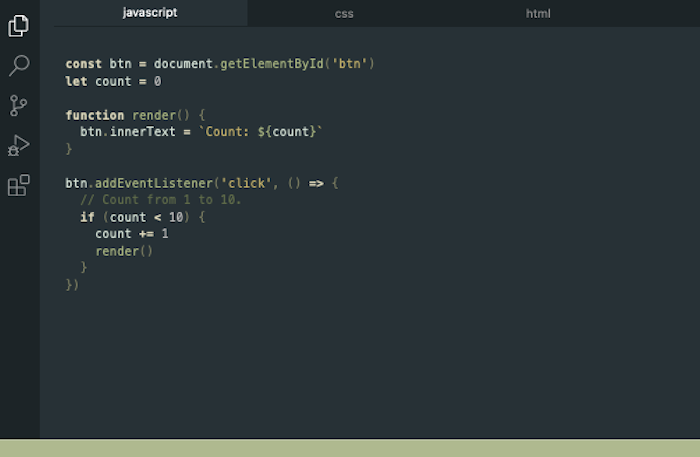 javascript css html
const btn = document.getElementById('btn')
let count = 0
function render() {
  btn.innerText = `Count: ${count}`
}
btn.addEventListener('click', () => {
  // Count from 1 to 10.
  if (count < 10) {
    count += 1
    render()
  }
})